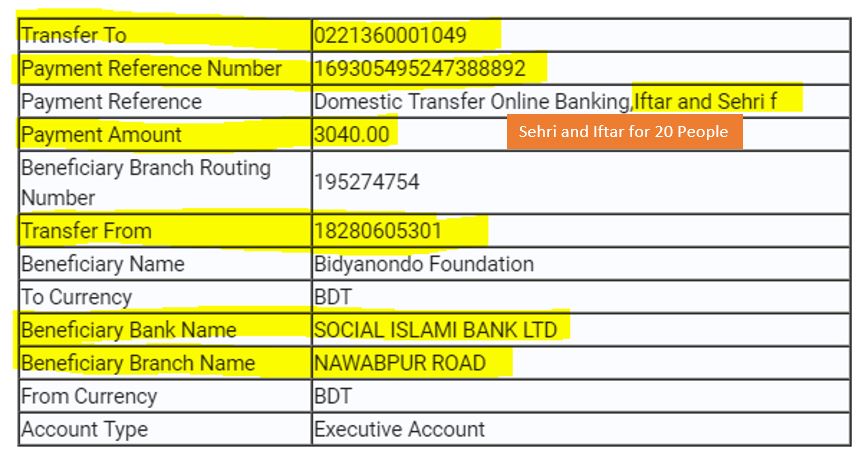 Transfer To 0221360001049
Payment Reference Number 169305495247388892
Payment Reference Domestic Transfer Online Banking,Iftar and Sehri f
Payment Amount 3040.00
Sehri and Iftar for 20 People
Beneficiary Branch Routing
Number 195274754
Transfer From 18280605301
Beneficiary Name Bidyanondo Foundation
To Currency BDT
Beneficiary Bank Name SOCIAL ISLAMI BANK LTD
Beneficiary Branch Name NAWABPUR ROAD
From Currency BDT
Account Type Executive Account